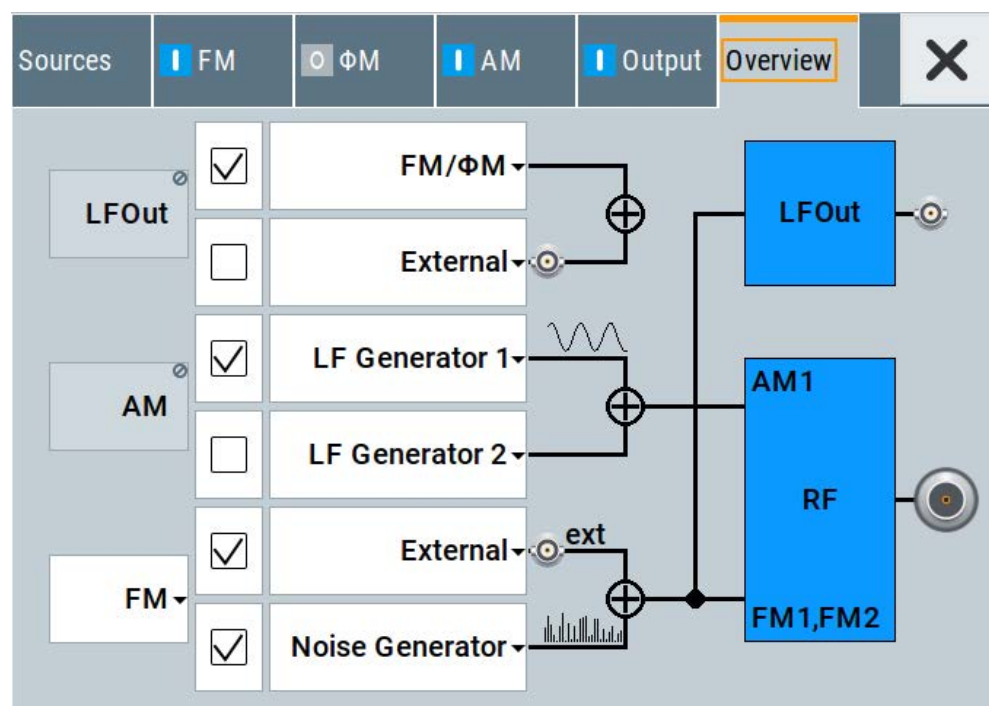 Sources
I FM
O ΦM
I AM
I Output
Overview
LFOut
FM/ΦM
External
LFOut
AM
LF Generator 1
LF Generator 2
AM1
RF
FM1,FM2
FM
External
ext
Noise Generator